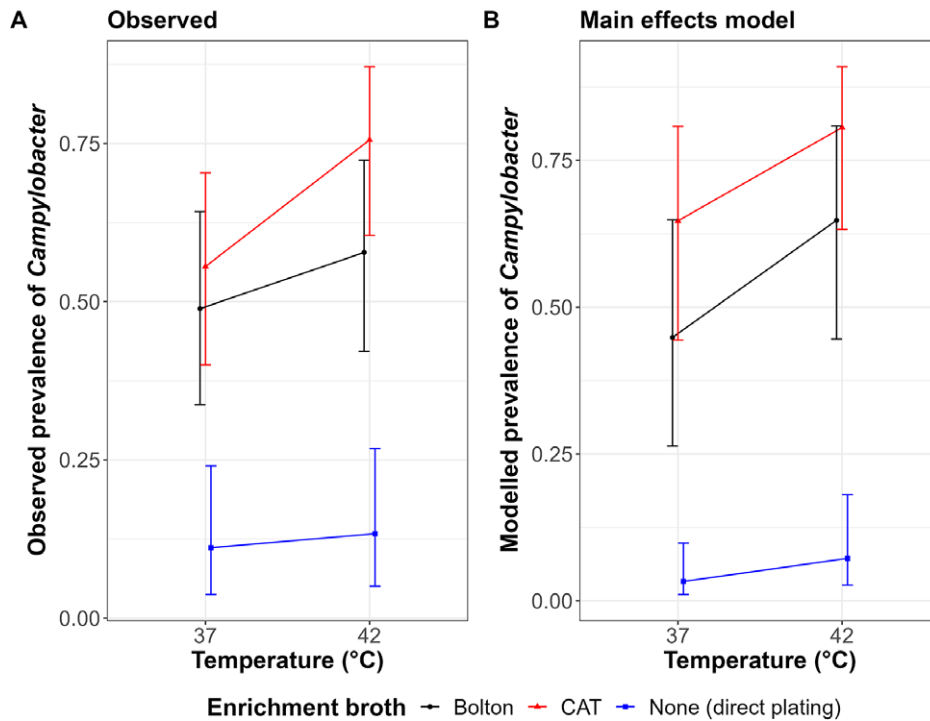 A Observed
Observed prevalence of Campylobacter
0.75
0.50
0.25
0.00
37 42
Temperature (°C)
B Main effects model
Modelled prevalence of Campylobacter
0.75
0.50
0.25
0.00
37 42
Temperature (°C)
Enrichment broth Bolton CAT None (direct plating)